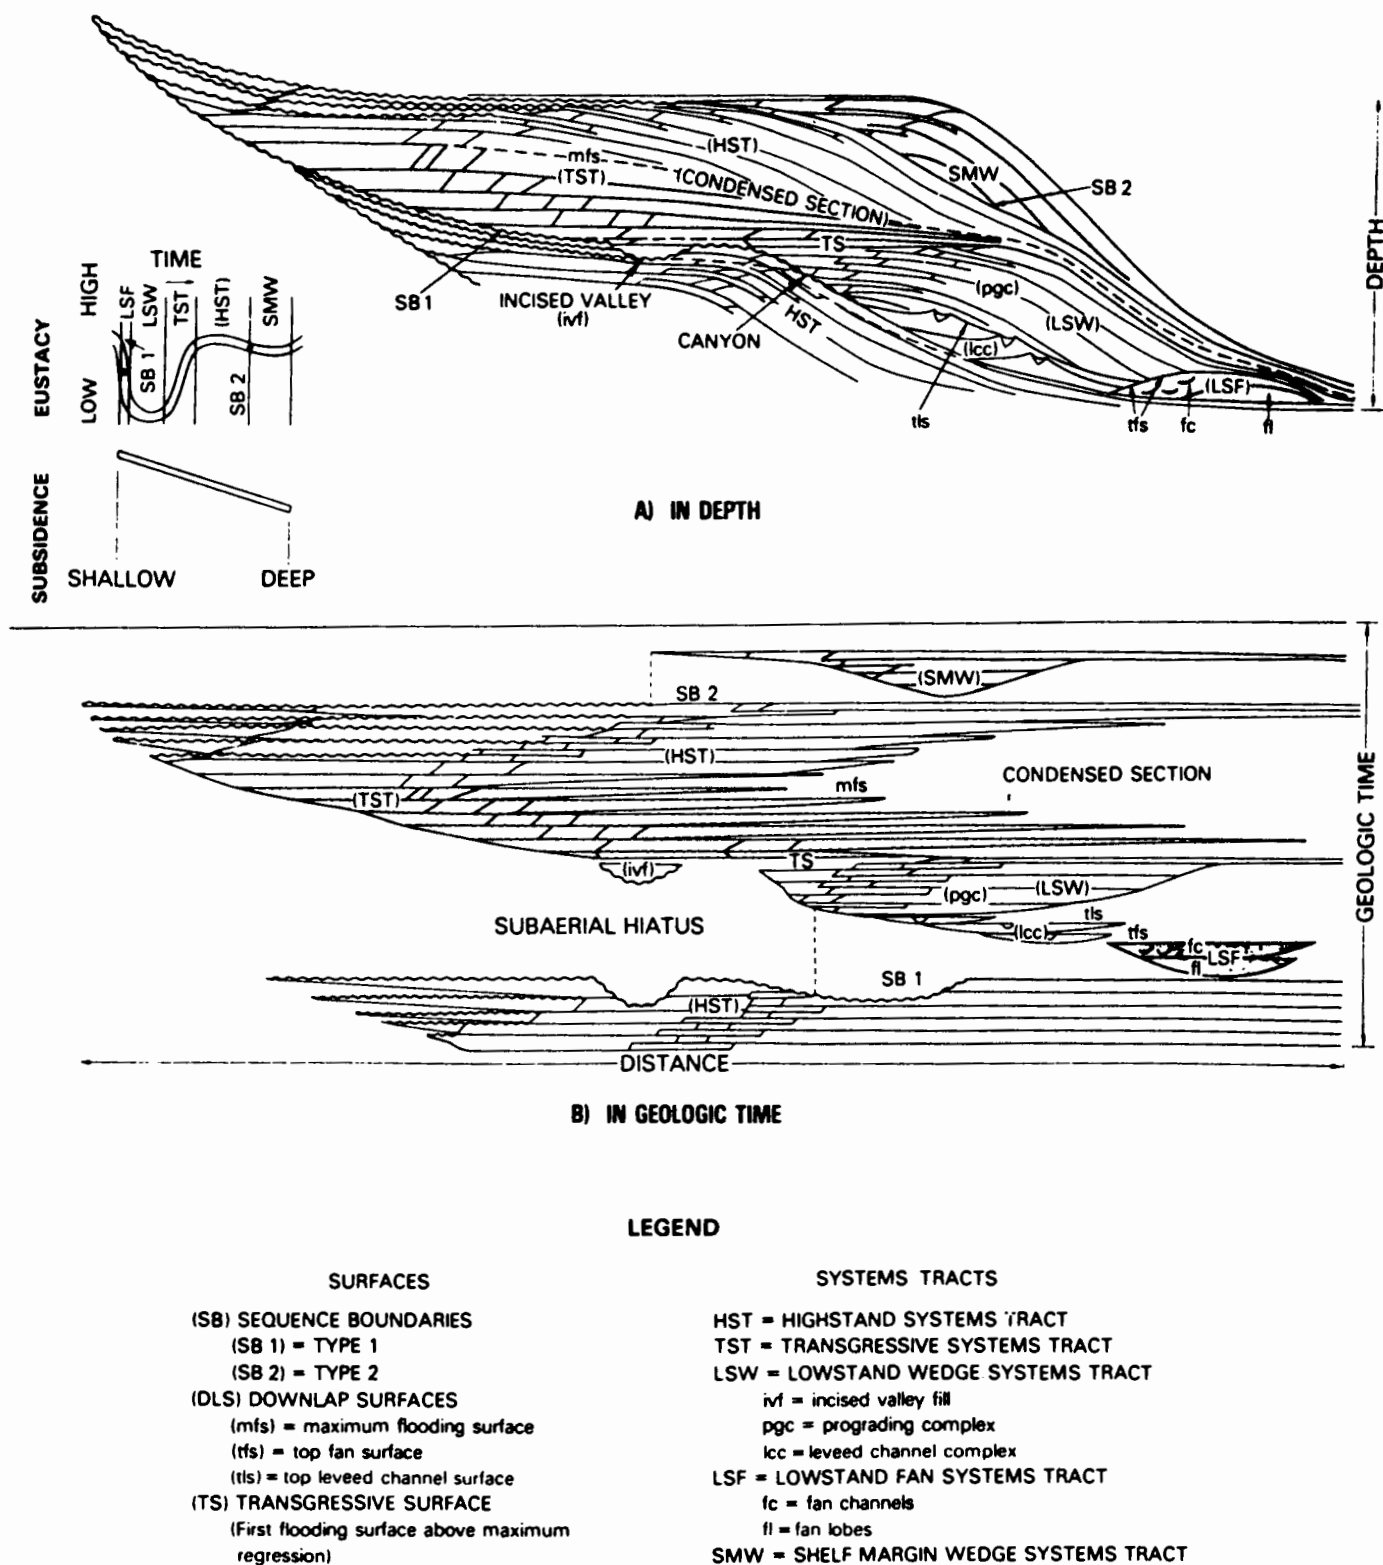 (HST)
mfs
(TST)
(CONDENSED SECTION)
SMW
SB 2
DEPTH
TS
SB 1
INCISED VALLEY
(ivf)
CANYON
HST
(pgc)
(LSW)
(lcc)
tls
(LSF)
tfs
fc
fl
TIME
EUSTACY
HIGH
LOW
LSF
LSW
TST
(HST)
SMW
SB 1
SB 2
SUBSIDENCE
SHALLOW
DEEP
A) IN DEPTH
(SMW)
SB 2
(HST)
CONDENSED SECTION
mfs
(TST)
TS
(ivf)
(pgc)
(LSW)
SUBAERIAL HIATUS
tls
(lcc)
tfs
fc
LSF
fl
SB 1
(HST)
GEOLOGIC TIME
DISTANCE
B) IN GEOLOGIC TIME
LEGEND
SURFACES
(SB) SEQUENCE BOUNDARIES
(SB 1) = TYPE 1
(SB 2) = TYPE 2
(DLS) DOWNLAP SURFACES
(mfs) = maximum flooding surface
(tfs) = top fan surface
(tls) = top leveed channel surface
(TS) TRANSGRESSIVE SURFACE
(First flooding surface above maximum
regression)
SYSTEMS TRACTS
HST = HIGHSTAND SYSTEMS TRACT
TST = TRANSGRESSIVE SYSTEMS TRACT
LSW = LOWSTAND WEDGE SYSTEMS TRACT
ivf = incised valley fill
pgc = prograding complex
lcc = leveed channel complex
LSF = LOWSTAND FAN SYSTEMS TRACT
fc = fan channels
fl = fan lobes
SMW = SHELF MARGIN WEDGE SYSTEMS TRACT